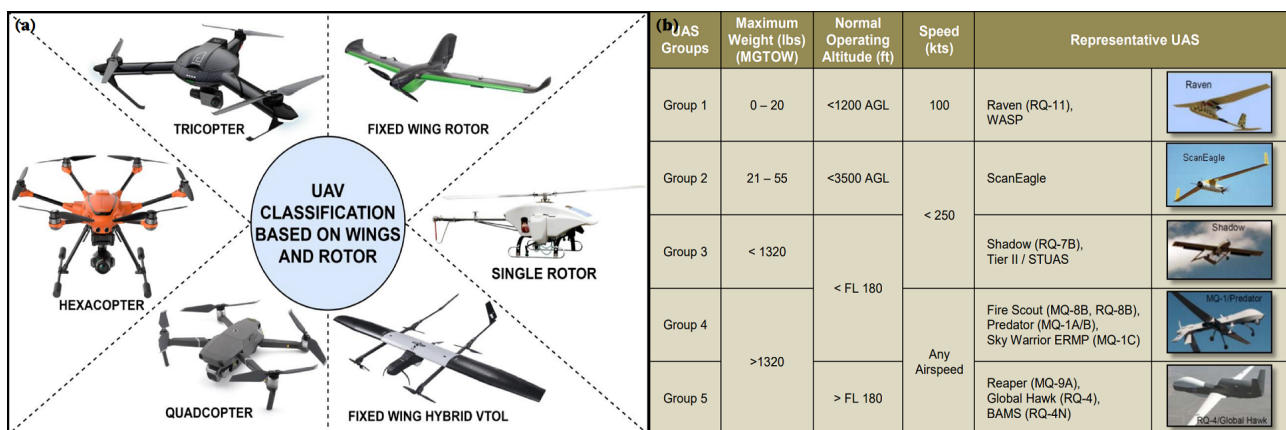 (a)
TRICOPTER
FIXED WING ROTOR
UAV
CLASSIFICATION
BASED ON WINGS
AND ROTOR
HEXACOPTER
SINGLE ROTOR
QUADCOPTER
FIXED WING HYBRID VTOL
(b)
UAS
Groups
Maximum
Weight (lbs)
(MGTOW)
Normal
Operating
Altitude (ft)
Speed
(kts)
Representative UAS
Group 1
0 – 20
<1200 AGL
100
Raven (RQ-11),
WASP
Raven
Group 2
21 – 55
<3500 AGL
< 250
ScanEagle
ScanEagle
Group 3
< 1320
< FL 180
Shadow (RQ-7B),
Tier II / STUAS
Shadow
Group 4
>1320
Any
Airspeed
Fire Scout (MQ-8B, RQ-8B),
Predator (MQ-1A/B),
Sky Warrior ERMP (MQ-1C)
MQ-1/Predator
Group 5
> FL 180
Reaper (MQ-9A),
Global Hawk (RQ-4),
BAMS (RQ-4N)
RQ-4/Global Hawk